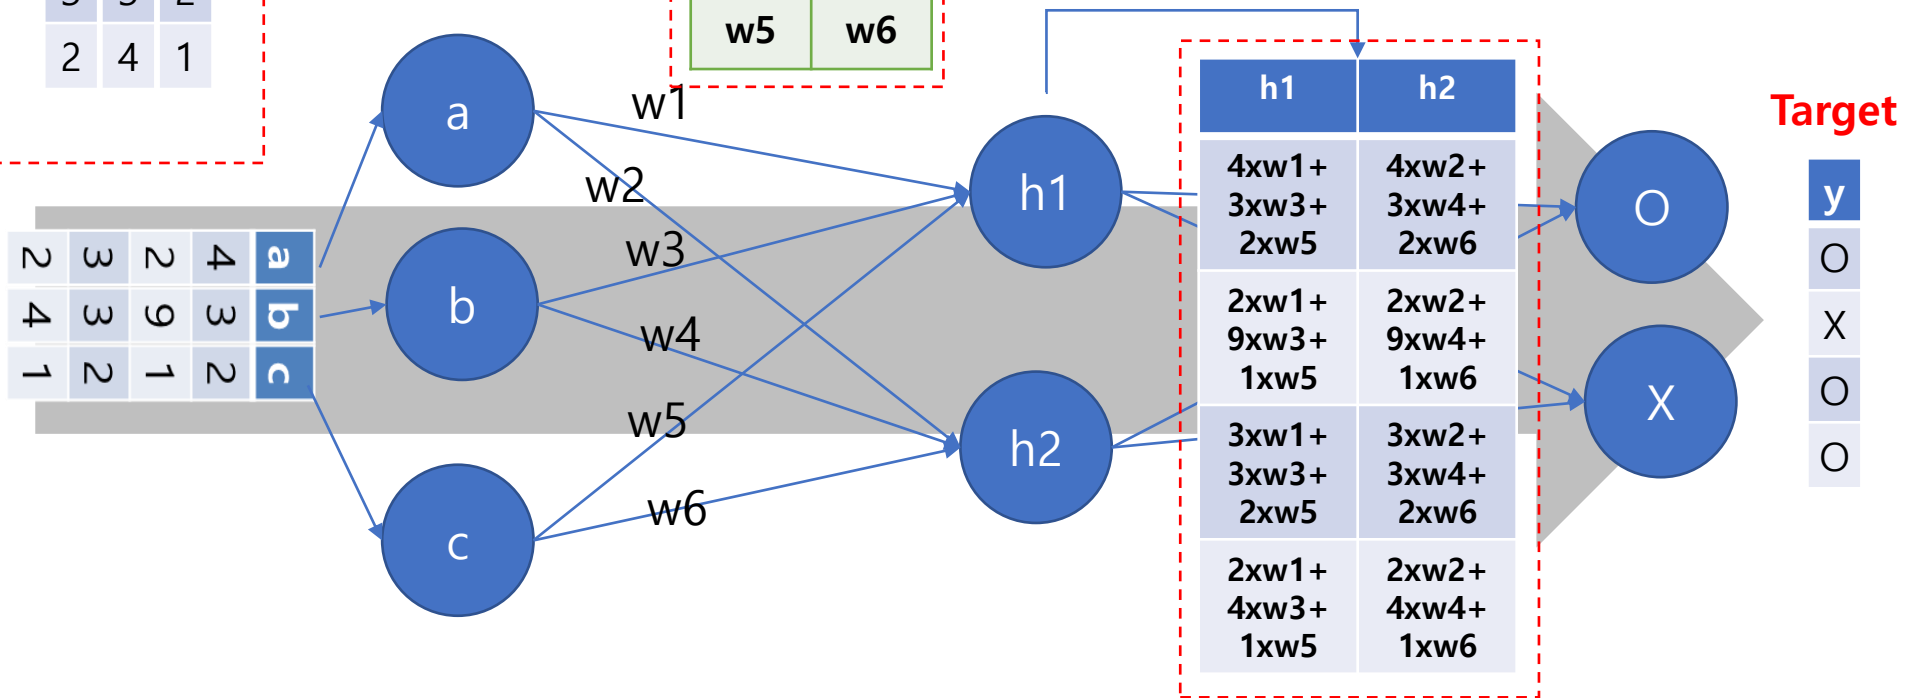 2 4 1
w5 w6
a
b
c
w1
w2
w3
w4
w5
w6
a 4 2 3 2
b 3 9 3 4
c 2 1 2 1
h1
h2
h1 h2
4xw1+ 4xw2+
3xw3+ 3xw4+
2xw5 2xw6
2xw1+ 2xw2+
9xw3+ 9xw4+
1xw5 1xw6
3xw1+ 3xw2+
3xw3+ 3xw4+
2xw5 2xw6
2xw1+ 2xw2+
4xw3+ 4xw4+
1xw5 1xw6
O
X
Target
y
O
X
O
O